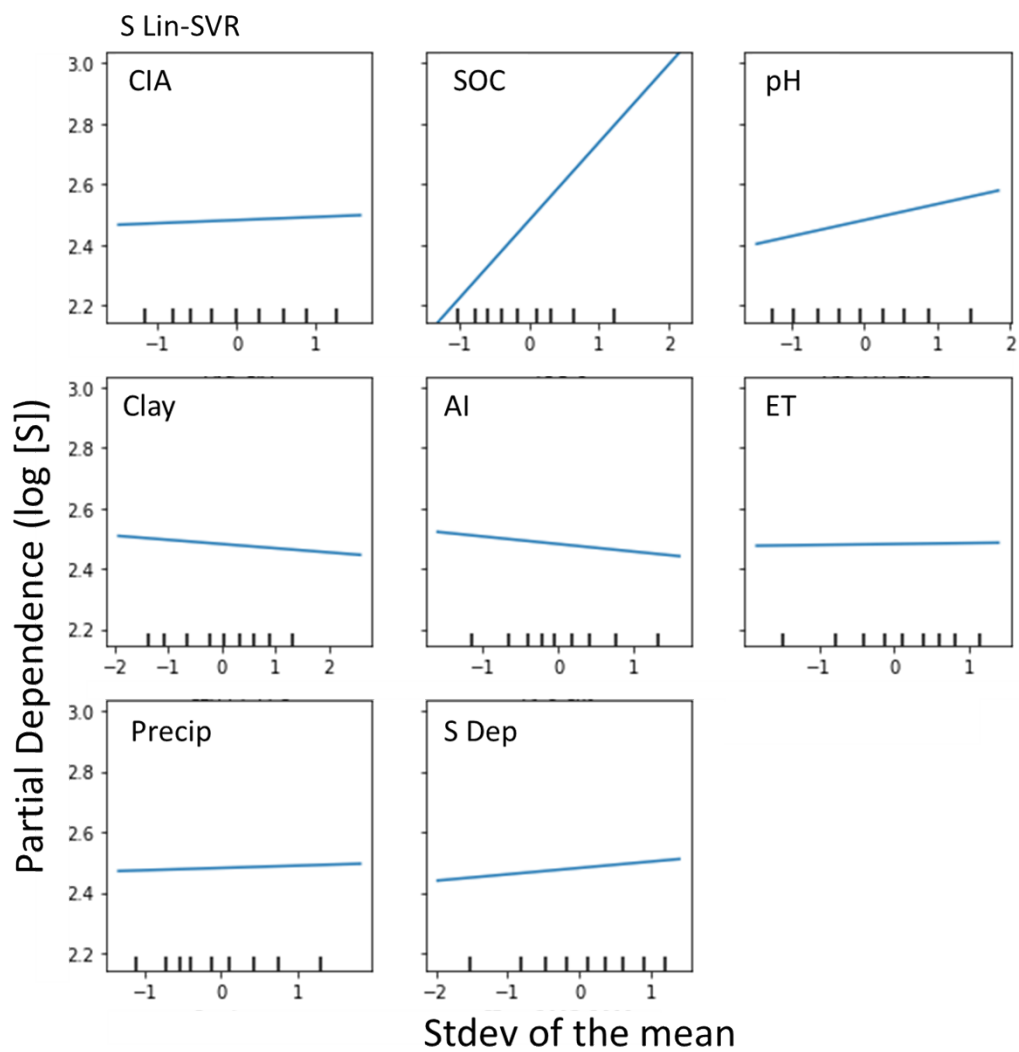 S Lin-SVR
CIA
SOC
pH
3.0
2.8
2.6
2.4
2.2
−1 0 1
−1 0 1 2
−1 0 1 2
Clay
AI
ET
3.0
2.8
2.6
2.4
2.2
−2 −1 0 1 2
−1 0 1
−1 0 1
Precip
S Dep
3.0
2.8
2.6
2.4
2.2
−1 0 1
−2 −1 0 1
Partial Dependence (log [S])
Stdev of the mean